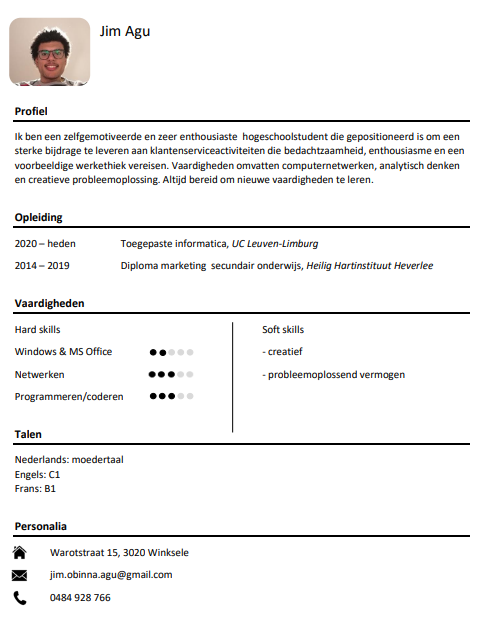 Jim Agu
Profiel
Ik ben een zelfgemotiveerde en zeer enthousiaste hogeschoolstudent die gepositioneerd is om een
sterke bijdrage te leveren aan klantenserviceactiviteiten die bedachtzaamheid, enthousiasme en een
voorbeeldige werkethiek vereisen. Vaardigheden omvatten computernetwerken, analytisch denken
en creatieve probleemoplossing. Altijd bereid om nieuwe vaardigheden te leren.
Opleiding
2020 – heden Toegepaste informatica, UC Leuven-Limburg
2014 – 2019 Diploma marketing secundair onderwijs, Heilig Hartinstituut Heverlee
Vaardigheden
Hard skills
Windows & MS Office
Netwerken
Programmeren/coderen
Soft skills
- creatief
- probleemoplossend vermogen
Talen
Nederlands: moedertaal
Engels: C1
Frans: B1
Personalia
Warotstraat 15, 3020 Winksele
jim.obinna.agu@gmail.com
0484 928 766